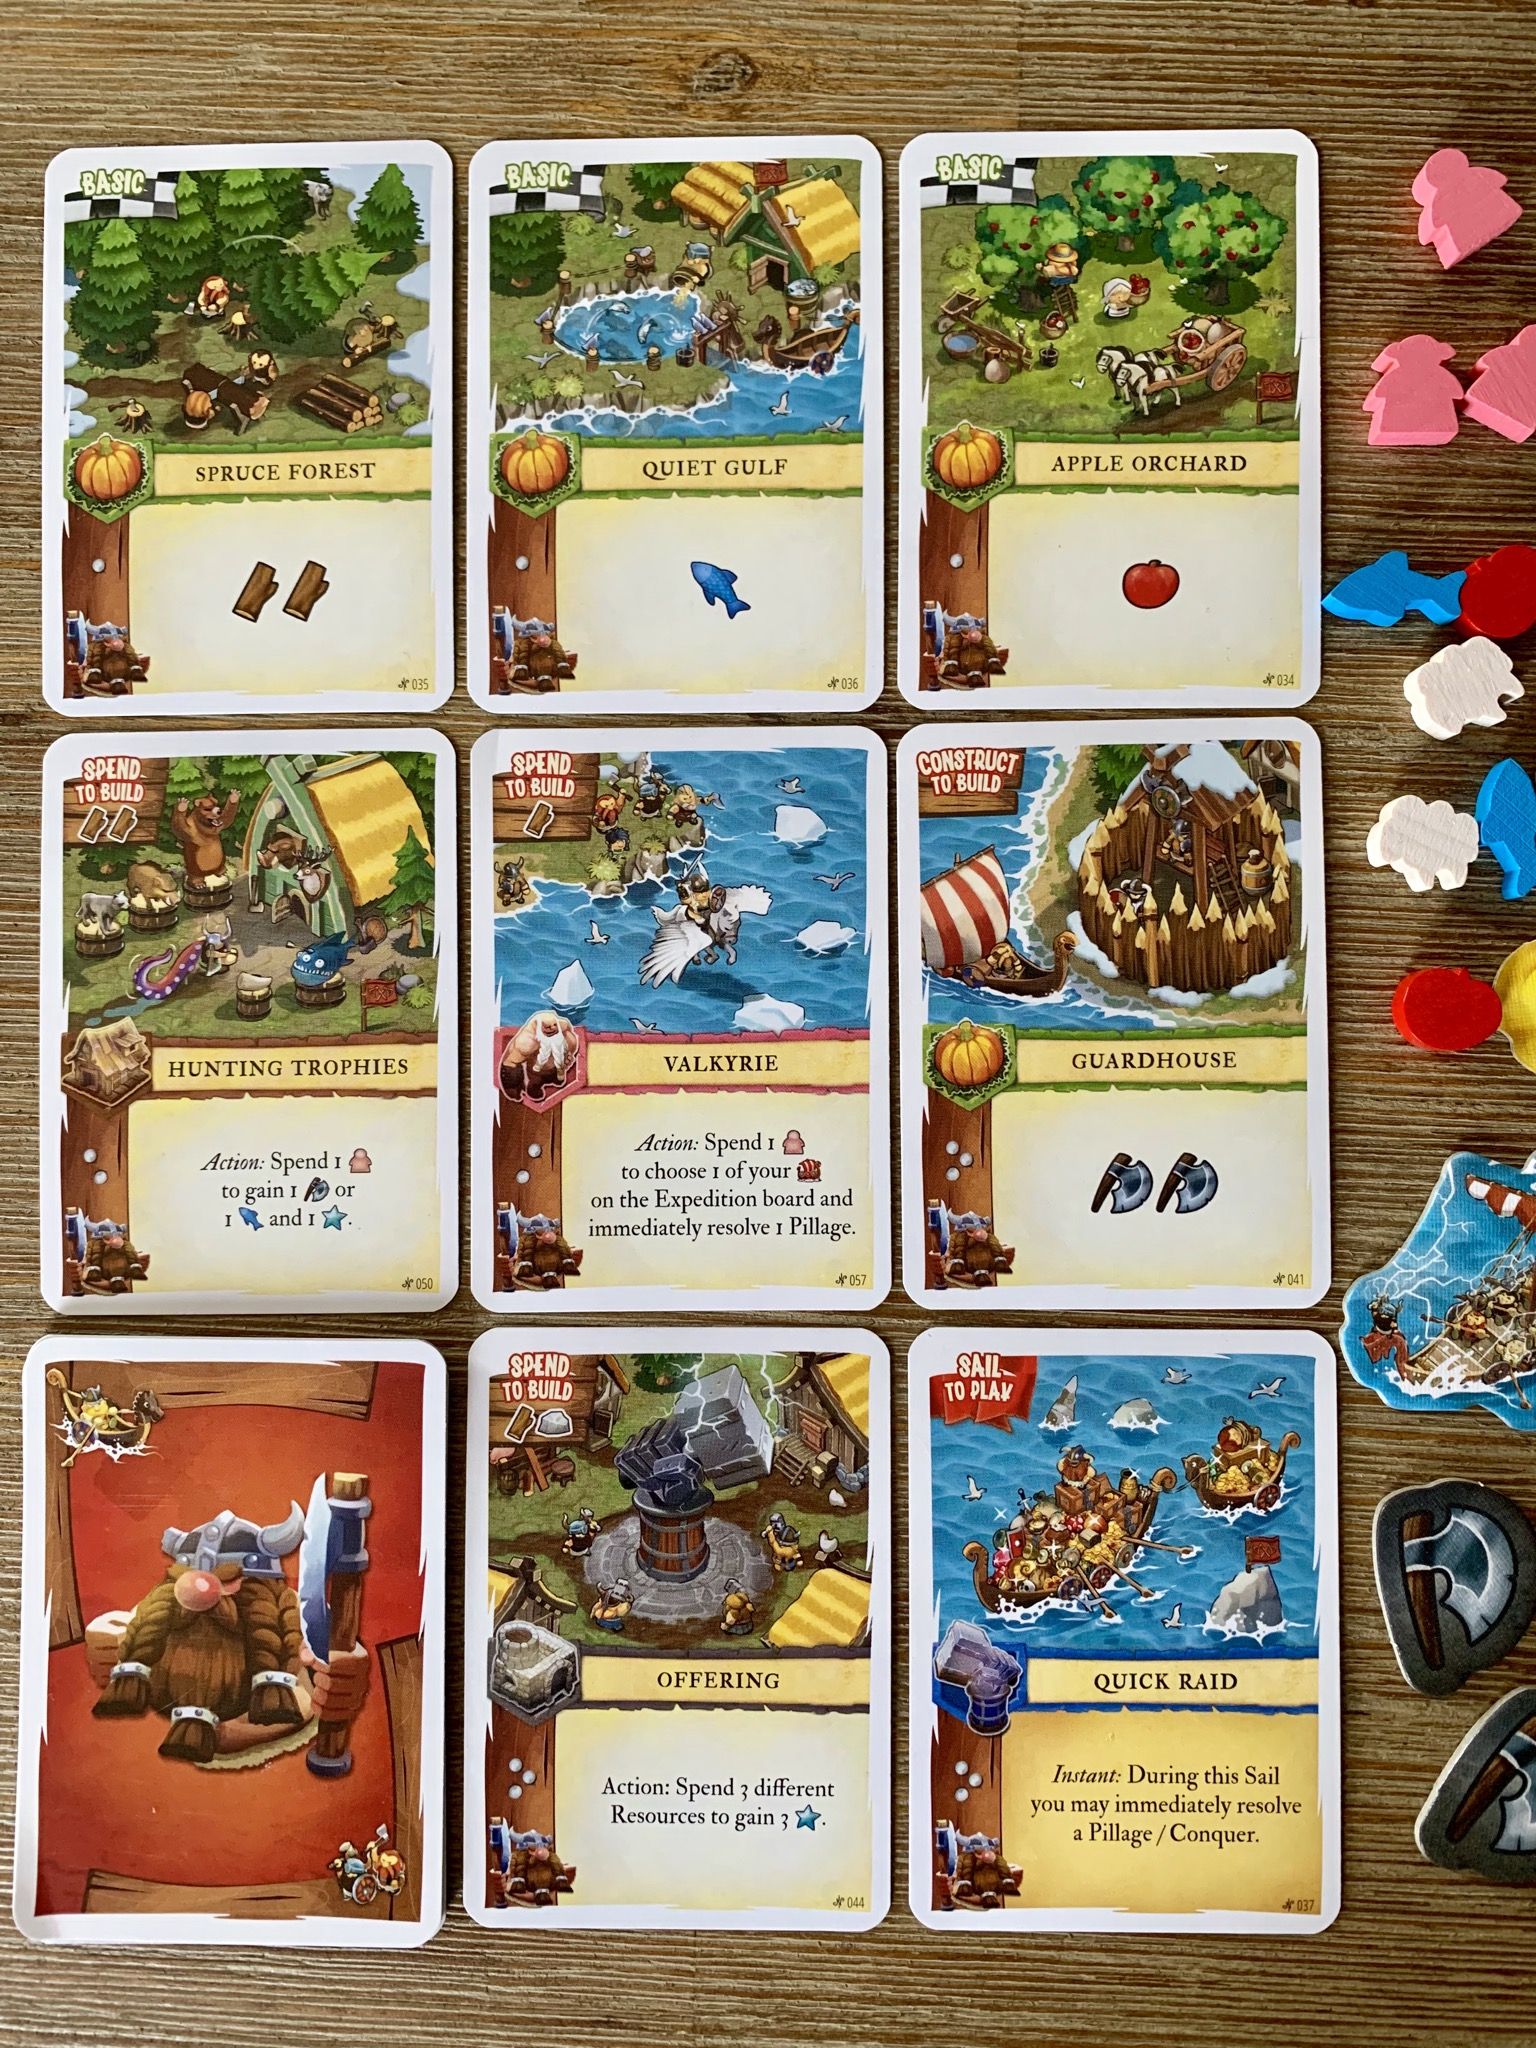 BASIC
SPRUCE FOREST
035
BASIC
QUIET GULF
036
BASIC
APPLE ORCHARD
034
SPEND
TO BUILD
HUNTING TROPHIES
Action: Spend 1
to gain 1 or
1 and 1 .
050
SPEND
TO BUILD
VALKYRIE
Action: Spend 1
to choose 1 of your
on the Expedition board and
immediately resolve 1 Pillage.
057
CONSTRUCT
TO BUILD
GUARDHOUSE
041
SPEND
TO BUILD
OFFERING
Action: Spend 3 different
Resources to gain 3 .
044
SAIL
TO PLAY
QUICK RAID
Instant: During this Sail
you may immediately resolve
a Pillage / Conquer.
037